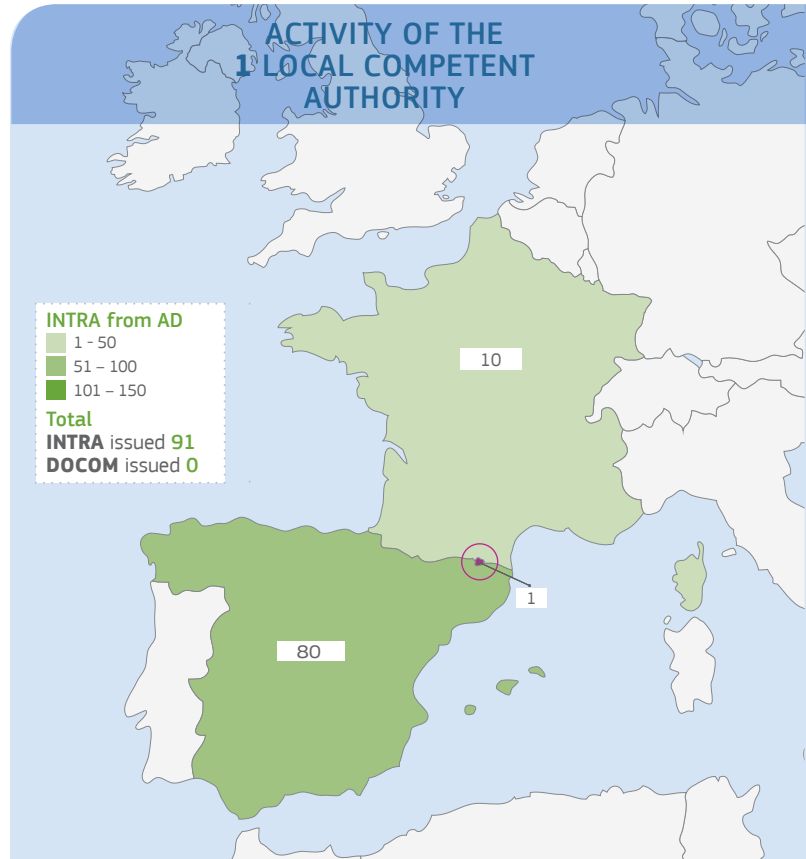 ACTIVITY OF THE
1 LOCAL COMPETENT
AUTHORITY
INTRA from AD
1 - 50
51 – 100
101 – 150
Total
INTRA issued 91
DOCOM issued 0
10
1
80